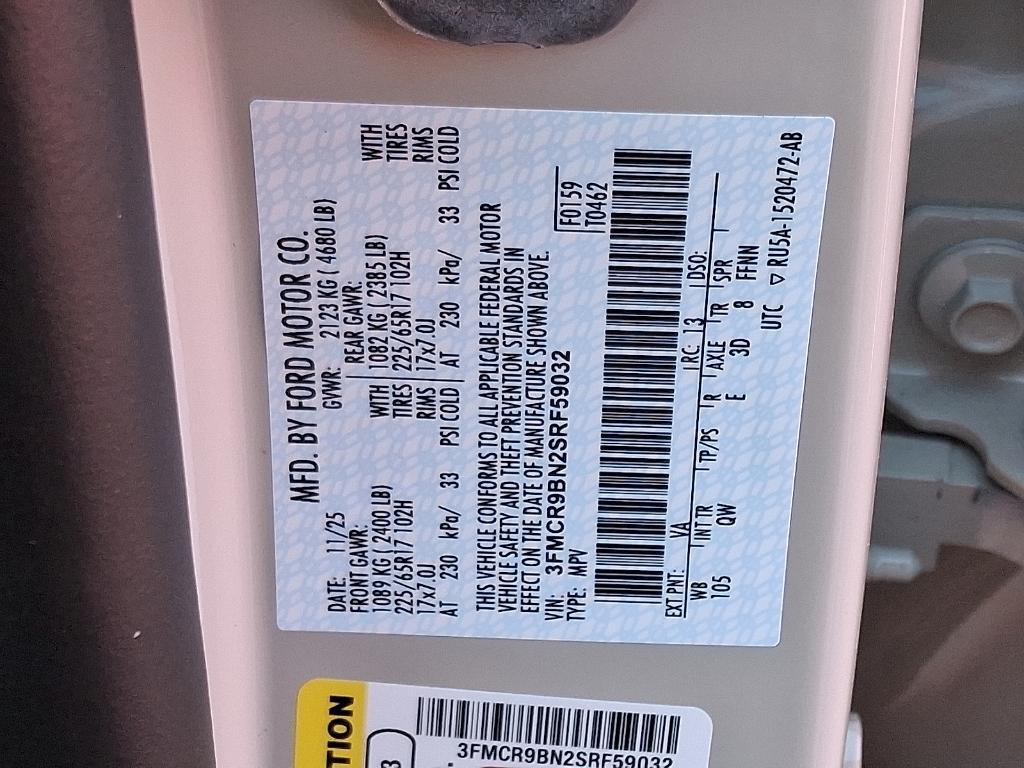 MFD. BY FORD MOTOR CO.
DATE: 11/25 GVWR: 2123 KG ( 4680 LB)
FRONT GAWR: REAR GAWR:
1089 KG ( 2400 LB) WITH 1082 KG ( 2385 LB) WITH
225/65R17 102H TIRES 225/65R17 102H TIRES
17x7.0J RIMS 17x7.0J RIMS
AT 230 kPa/ 33 PSI COLD AT 230 kPa/ 33 PSI COLD
THIS VEHICLE CONFORMS TO ALL APPLICABLE FEDERAL MOTOR
VEHICLE SAFETY AND THEFT PREVENTION STANDARDS IN
EFFECT ON THE DATE OF MANUFACTURE SHOWN ABOVE.
VIN: 3FMCR9BN2SRF59032 F0159
TYPE: MPV T0462
EXT PNT: YA RC: 13 DSO:
WB INT TR TP/PS R AXLE TR SPR
105 QW E 3D 8 FFNN
UTC ▽ RU5A-1520472-AB
TION
3
3FMCR9BN2SRF59032